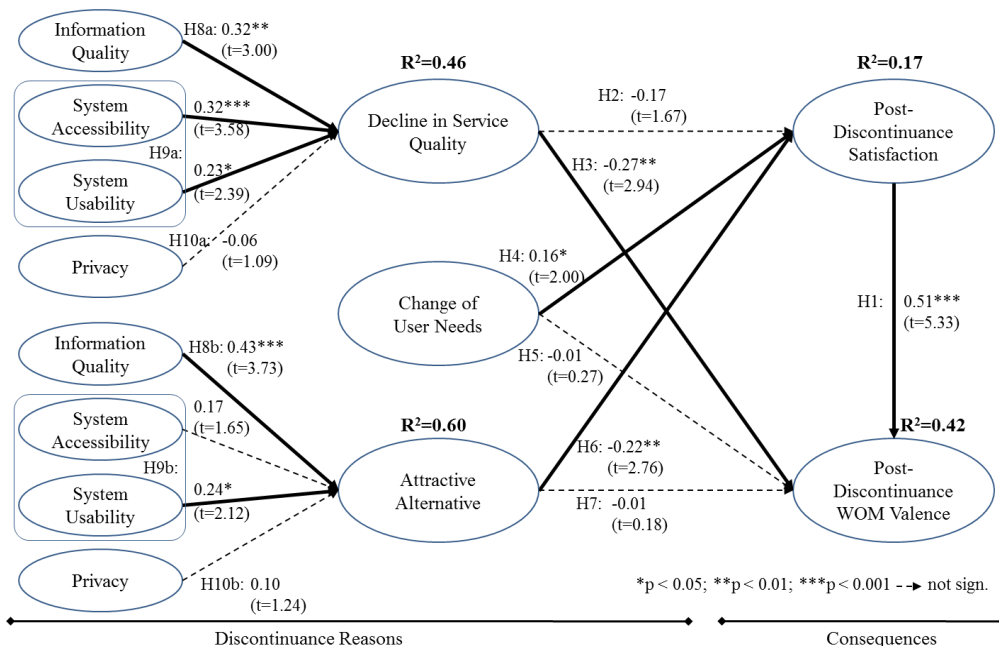 Information
Quality
H8a: 0.32**
(t=3.00)
System
Accessibility
0.32***
(t=3.58)
H9a:
System
Usability
0.23*
(t=2.39)
Privacy
H10a: -0.06
(t=1.09)
R²=0.46
Decline in Service
Quality
H2: -0.17
(t=1.67)
H3: -0.27**
(t=2.94)
R²=0.17
Post-
Discontinuance
Satisfaction
Change of
User Needs
H4: 0.16*
(t=2.00)
H5: -0.01
(t=0.27)
H1: 0.51***
(t=5.33)
Information
Quality
H8b: 0.43***
(t=3.73)
System
Accessibility
0.17
(t=1.65)
H9b:
System
Usability
0.24*
(t=2.12)
Privacy
H10b: 0.10
(t=1.24)
R²=0.60
Attractive
Alternative
H6: -0.22**
(t=2.76)
H7: -0.01
(t=0.18)
R²=0.42
Post-
Discontinuance
WOM Valence
*p < 0.05; **p < 0.01; ***p < 0.001 not sign.
Discontinuance Reasons
Consequences